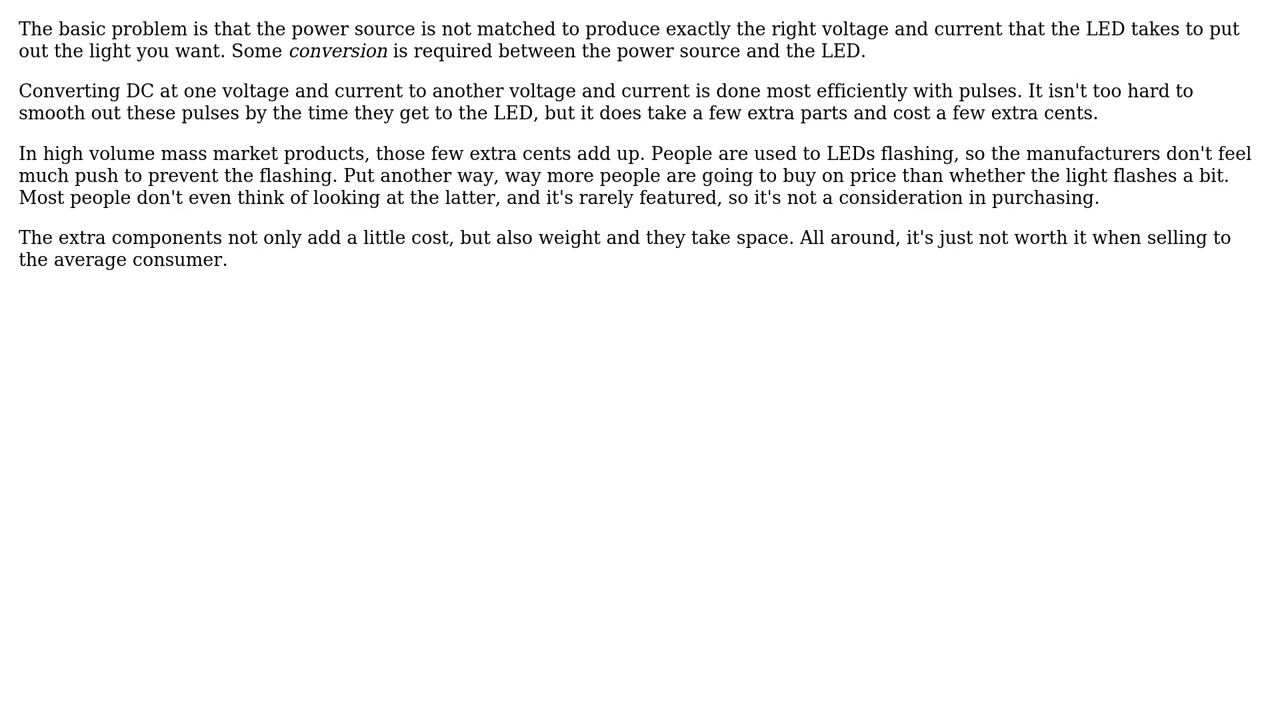 The basic problem is that the power source is not matched to produce exactly the right voltage and current that the LED takes to put
out the light you want. Some conversion is required between the power source and the LED.
Converting DC at one voltage and current to another voltage and current is done most efficiently with pulses. It isn't too hard to
smooth out these pulses by the time they get to the LED, but it does take a few extra parts and cost a few extra cents.
In high volume mass market products, those few extra cents add up. People are used to LEDs flashing, so the manufacturers don't feel
much push to prevent the flashing. Put another way, way more people are going to buy on price than whether the light flashes a bit.
Most people don't even think of looking at the latter, and it's rarely featured, so it's not a consideration in purchasing.
The extra components not only add a little cost, but also weight and they take space. All around, it's just not worth it when selling to
the average consumer.